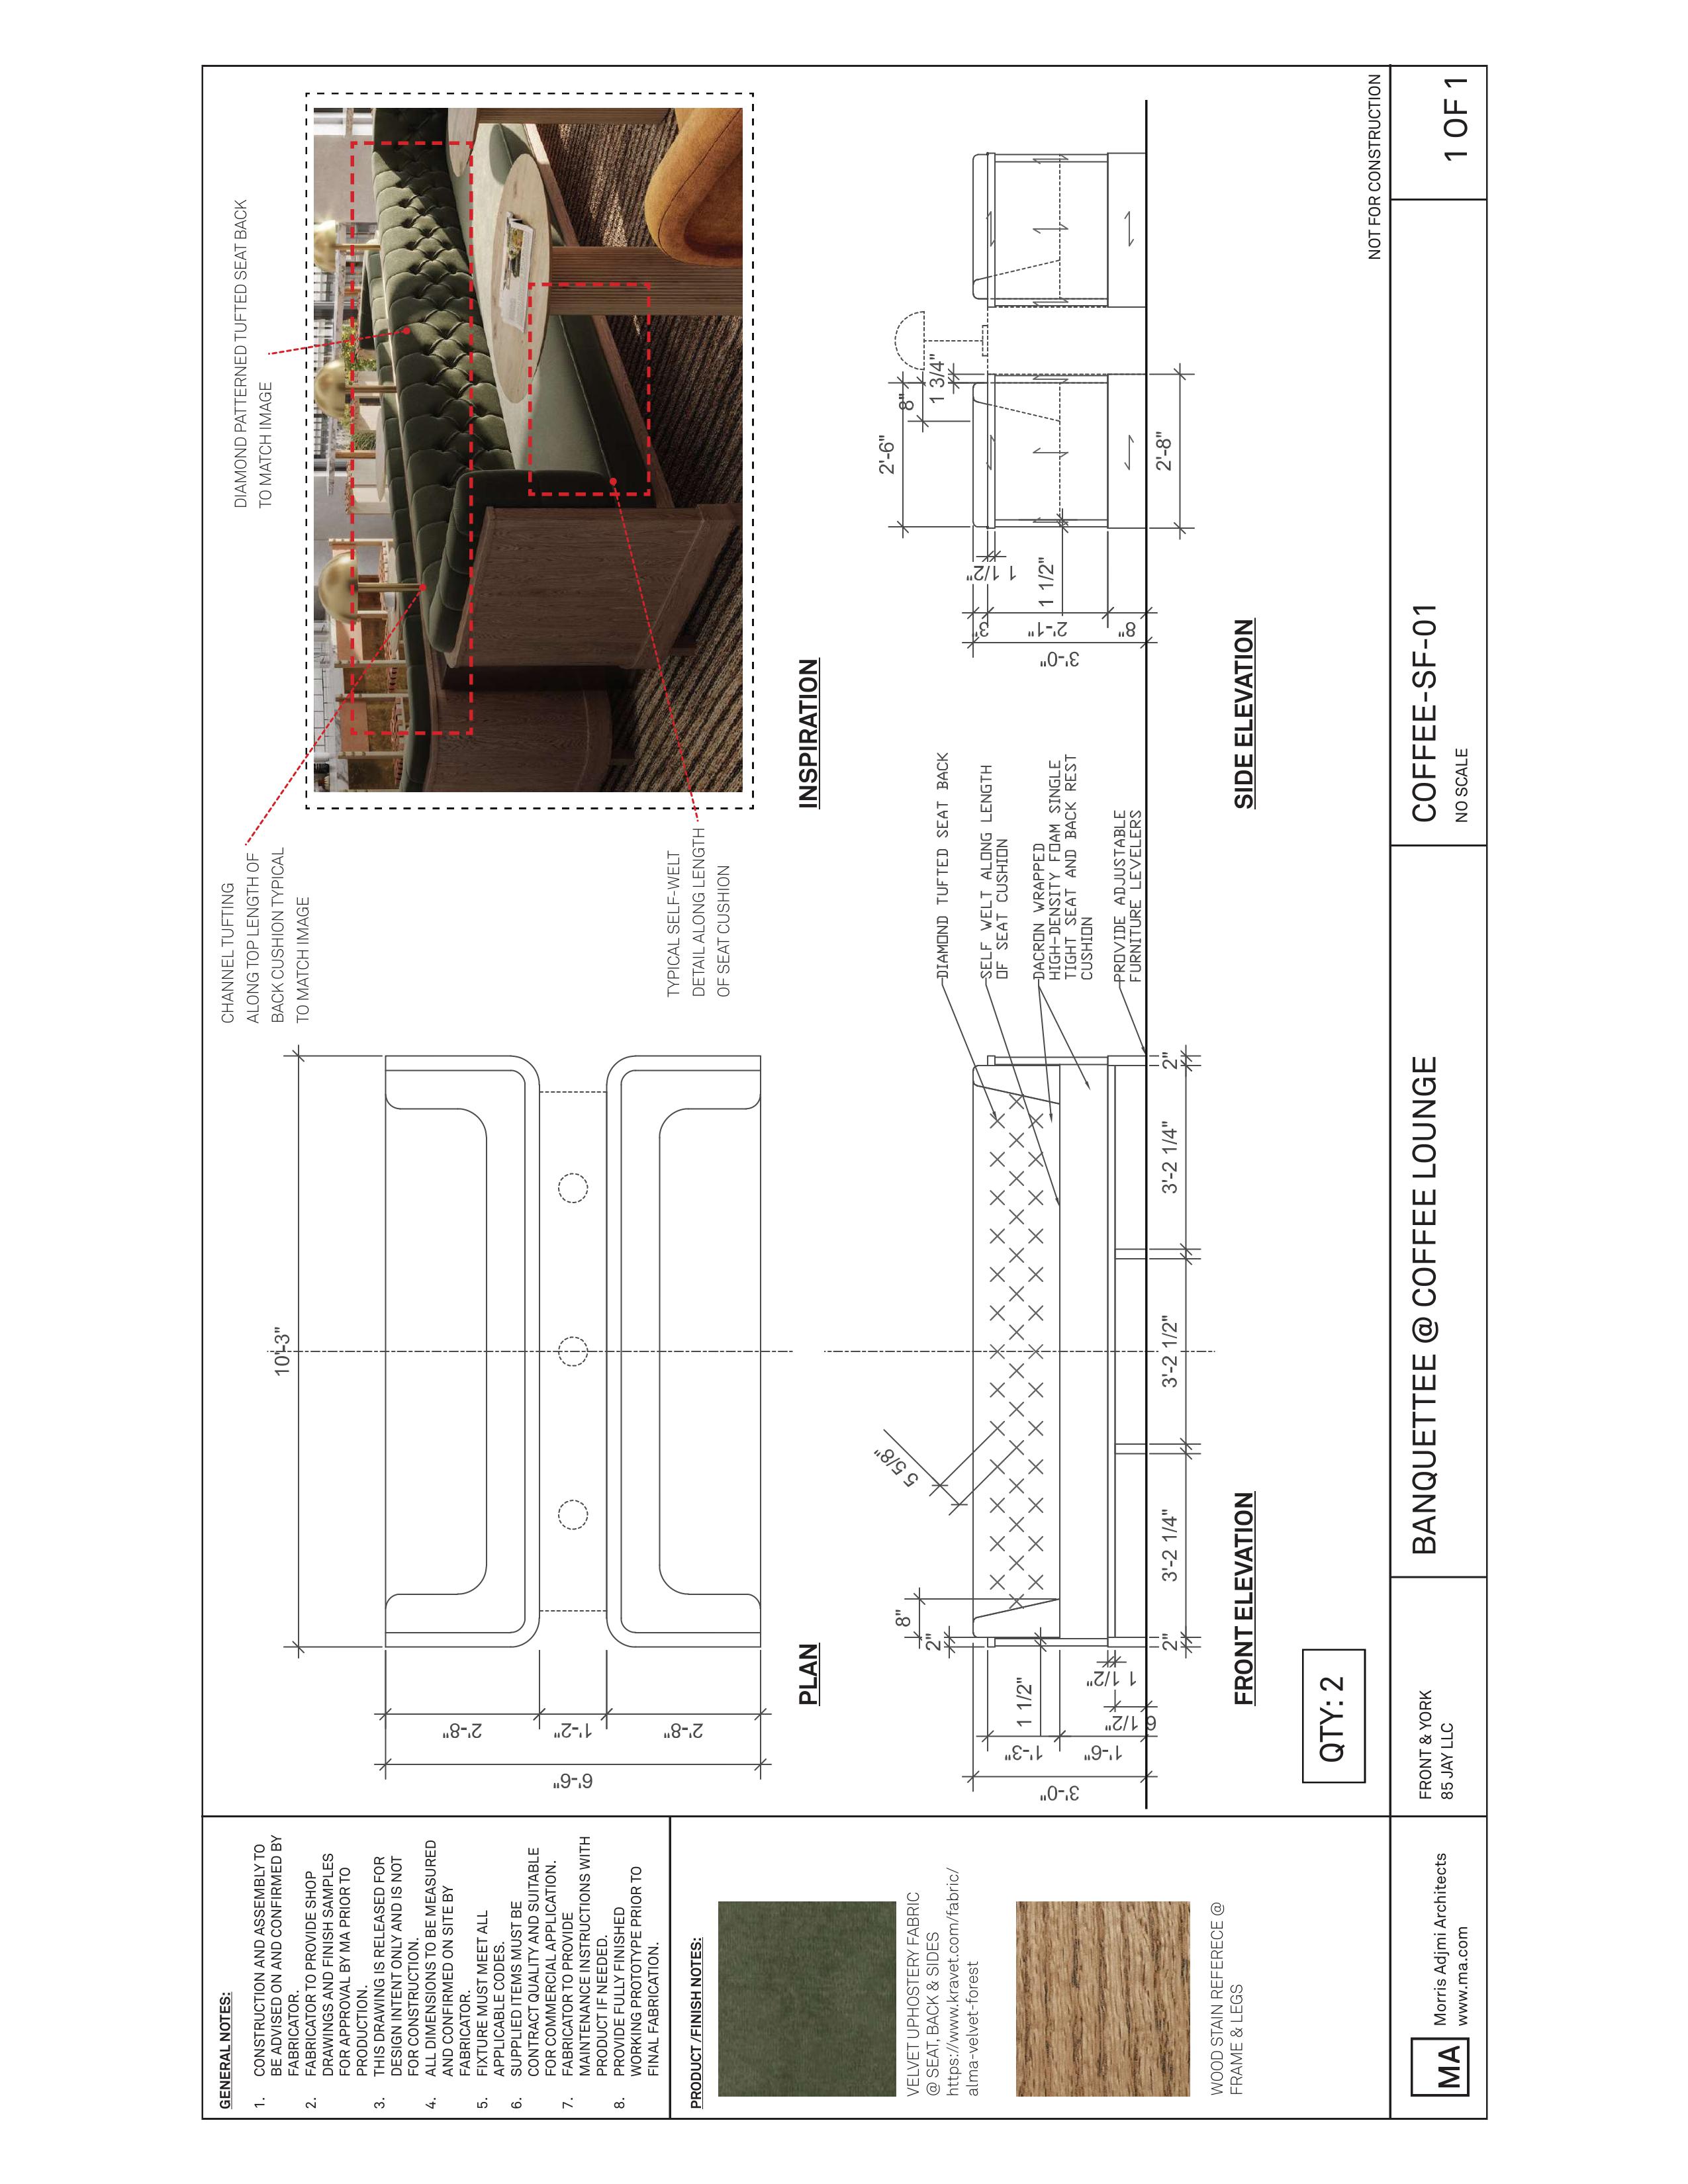 GENERAL NOTES:
1. CONSTRUCTION AND ASSEMBLY TO
BE ADVISED ON AND CONFIRMED BY
FABRICATOR.
2. FABRICATOR TO PROVIDE SHOP
DRAWINGS AND FINISH SAMPLES
FOR APPROVAL BY MA PRIOR TO
PRODUCTION.
3. THIS DRAWING IS RELEASED FOR
DESIGN INTENT ONLY AND IS NOT
FOR CONSTRUCTION.
4. ALL DIMENSIONS TO BE MEASURED
AND CONFIRMED ON SITE BY
FABRICATOR.
5. FIXTURE MUST MEET ALL
APPLICABLE CODES.
6. SUPPLIED ITEMS MUST BE
CONTRACT QUALITY AND SUITABLE
FOR COMMERCIAL APPLICATION.
7. FABRICATOR TO PROVIDE
MAINTENANCE INSTRUCTIONS WITH
PRODUCT IF NEEDED.
8. PROVIDE FULLY FINISHED
WORKING PROTOTYPE PRIOR TO
FINAL FABRICATION.
PRODUCT /FINISH NOTES:
VELVET UPHOSTERY FABRIC
@ SEAT, BACK & SIDES
https://www.kravet.com/fabric/
alma-velvet-forest
WOOD STAIN REFERECE @
FRAME & LEGS
10'-3"
2'-8"
6'-6"
1'-2"
2'-8"
PLAN
CHANNEL TUFTING
ALONG TOP LENGTH OF
BACK CUSHION TYPICAL
TO MATCH IMAGE
DIAMOND PATTERNED TUFTED SEAT BACK
TO MATCH IMAGE
TYPICAL SELF-WELT
DETAIL ALONG LENGTH
OF SEAT CUSHION
INSPIRATION
8"
5 5/8"
2"
1'-3"
1 1/2"
3'-0"
1'-6"
6 1/2"
1 1/2"
2"
3'-2 1/4"
3'-2 1/2"
3'-2 1/4"
2"
DIAMOND TUFTED SEAT BACK
SELF WELT ALONG LENGTH
OF SEAT CUSHION
DACRON WRAPPED
HIGH-DENSITY FOAM SINGLE
TIGHT SEAT AND BACK REST
CUSHION
PROVIDE ADJUSTABLE
FURNITURE LEVELERS
FRONT ELEVATION
2'-6"
8"
1 3/4"
3"
1 1/2"
3'-0"
2'-1"
1 1/2"
8"
2'-8"
SIDE ELEVATION
QTY: 2
NOT FOR CONSTRUCTION
MA
Morris Adjmi Architects
www.ma.com
FRONT & YORK
85 JAY LLC
BANQUETTEE @ COFFEE LOUNGE
COFFEE-SF-01
NO SCALE
1 OF 1